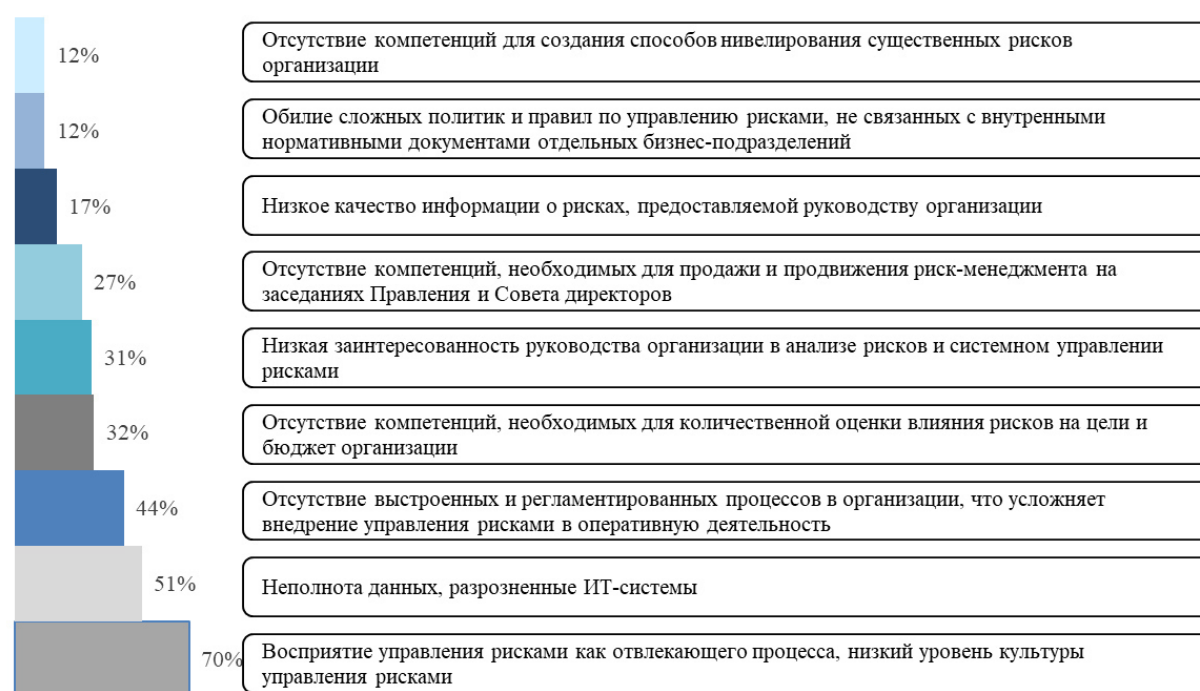 12%
Отсутствие компетенций для создания способов нивелирования существенных рисков
организации
12%
Обилие сложных политик и правил по управлению рисками, не связанных с внутренными
нормативными документами отдельных бизнес-подразделений
17%
Низкое качество информации о рисках, предоставляемой руководству организации
27%
Отсутствие компетенций, необходимых для продажи и продвижения риск-менеджмента на
заседаниях Правления и Совета директоров
31%
Низкая заинтересованность руководства организации в анализе рисков и системном управлении
рисками
32%
Отсутствие компетенций, необходимых для количественной оценки влияния рисков на цели и
бюджет организации
44%
Отсутствие выстроенных и регламентированных процессов в организации, что усложняет
внедрение управления рисками в оперативную деятельность
51%
Неполнота данных, разрозненные ИТ-системы
70%
Восприятие управления рисками как отвлекающего процесса, низкий уровень культуры
управления рисками